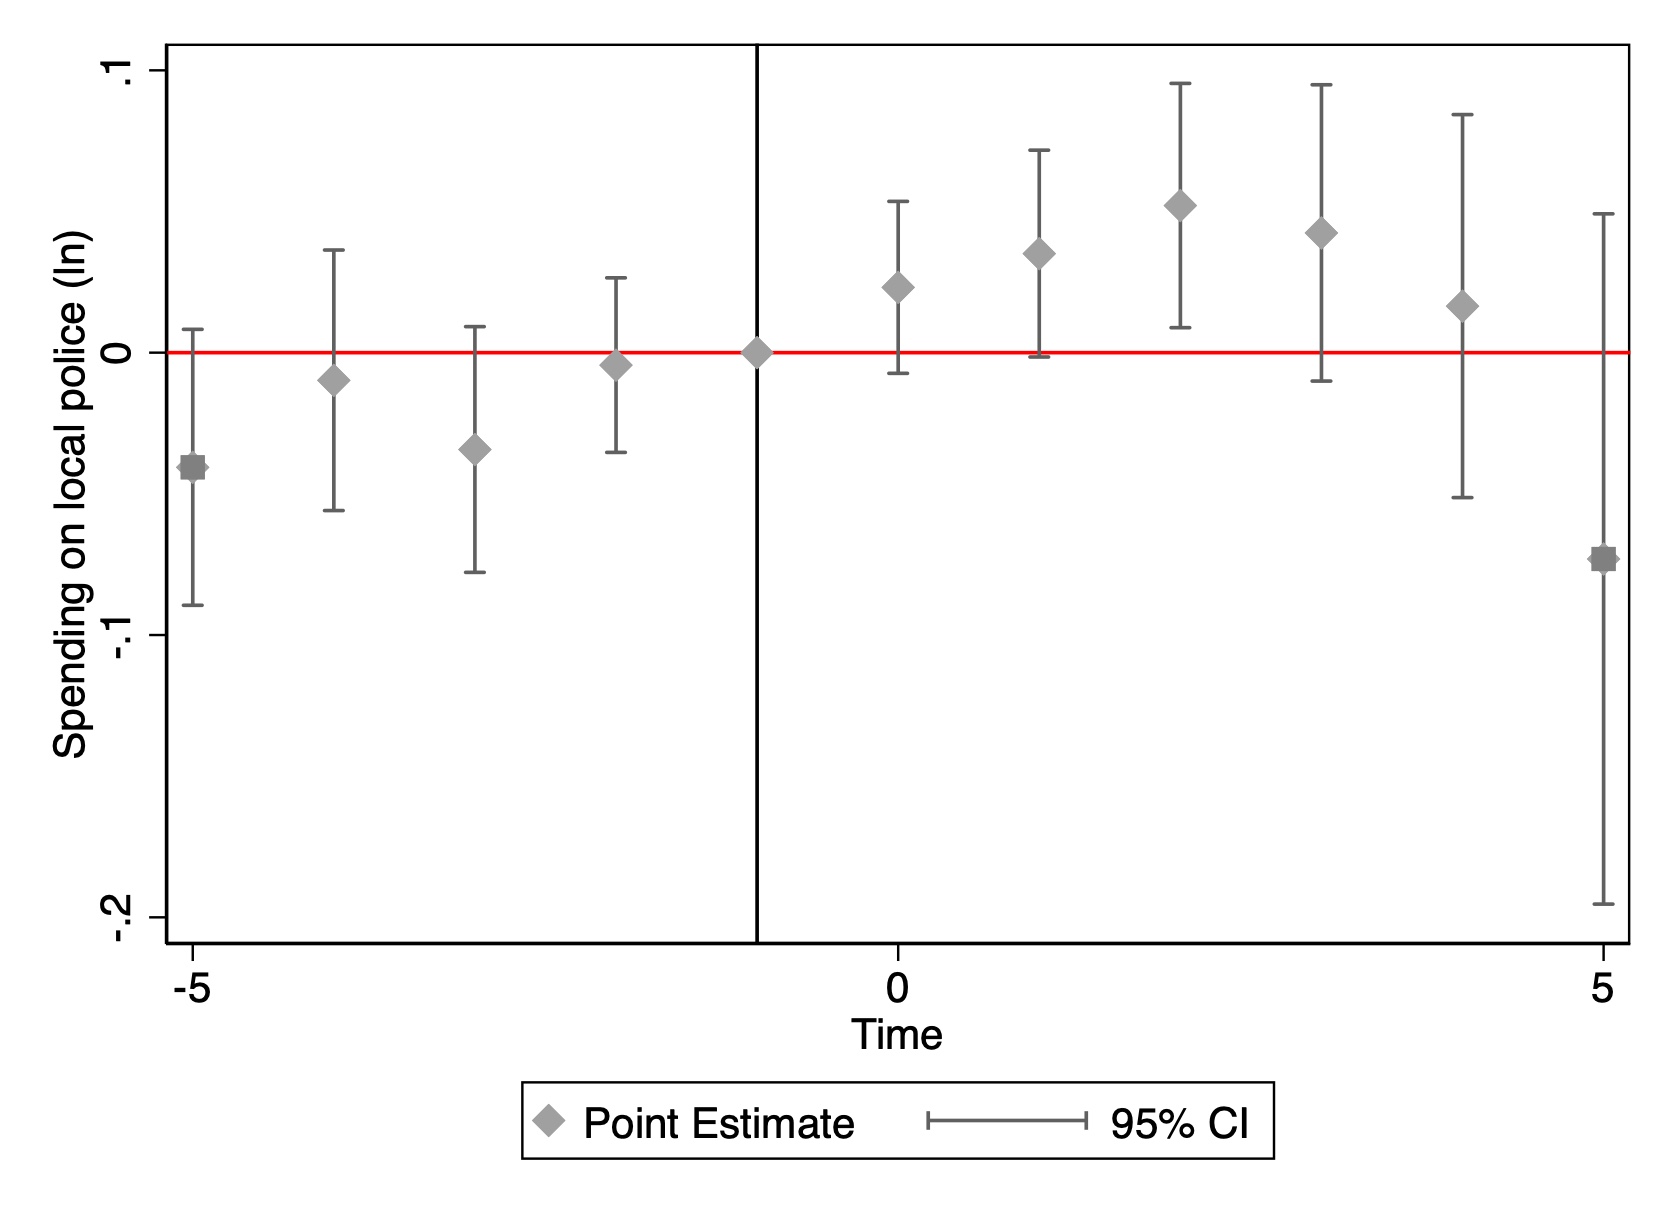 Spending on local police (ln)
.1
0
-.1
-.2
-5
0
5
Time
Point Estimate
95% CI